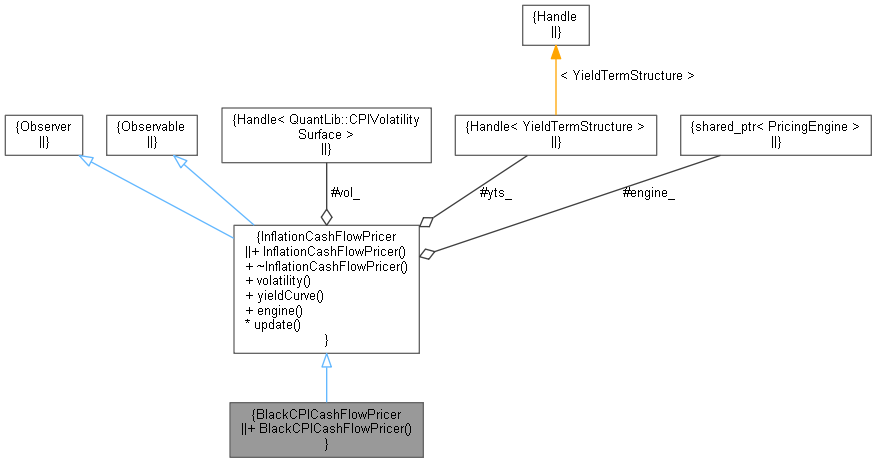 {Handle
||}
< YieldTermStructure >
{Observer
||}
{Observable
||}
{Handle< QuantLib::CPIVolatility
Surface >
||}
{Handle< YieldTermStructure >
||}
{shared_ptr< PricingEngine >
||}
#vol_
#yts_
#engine_
{InflationCashFlowPricer
||+ InflationCashFlowPricer()
+ ~InflationCashFlowPricer()
+ volatility()
+ yieldCurve()
+ engine()
* update()
}
{BlackCPICashFlowPricer
||+ BlackCPICashFlowPricer()
}